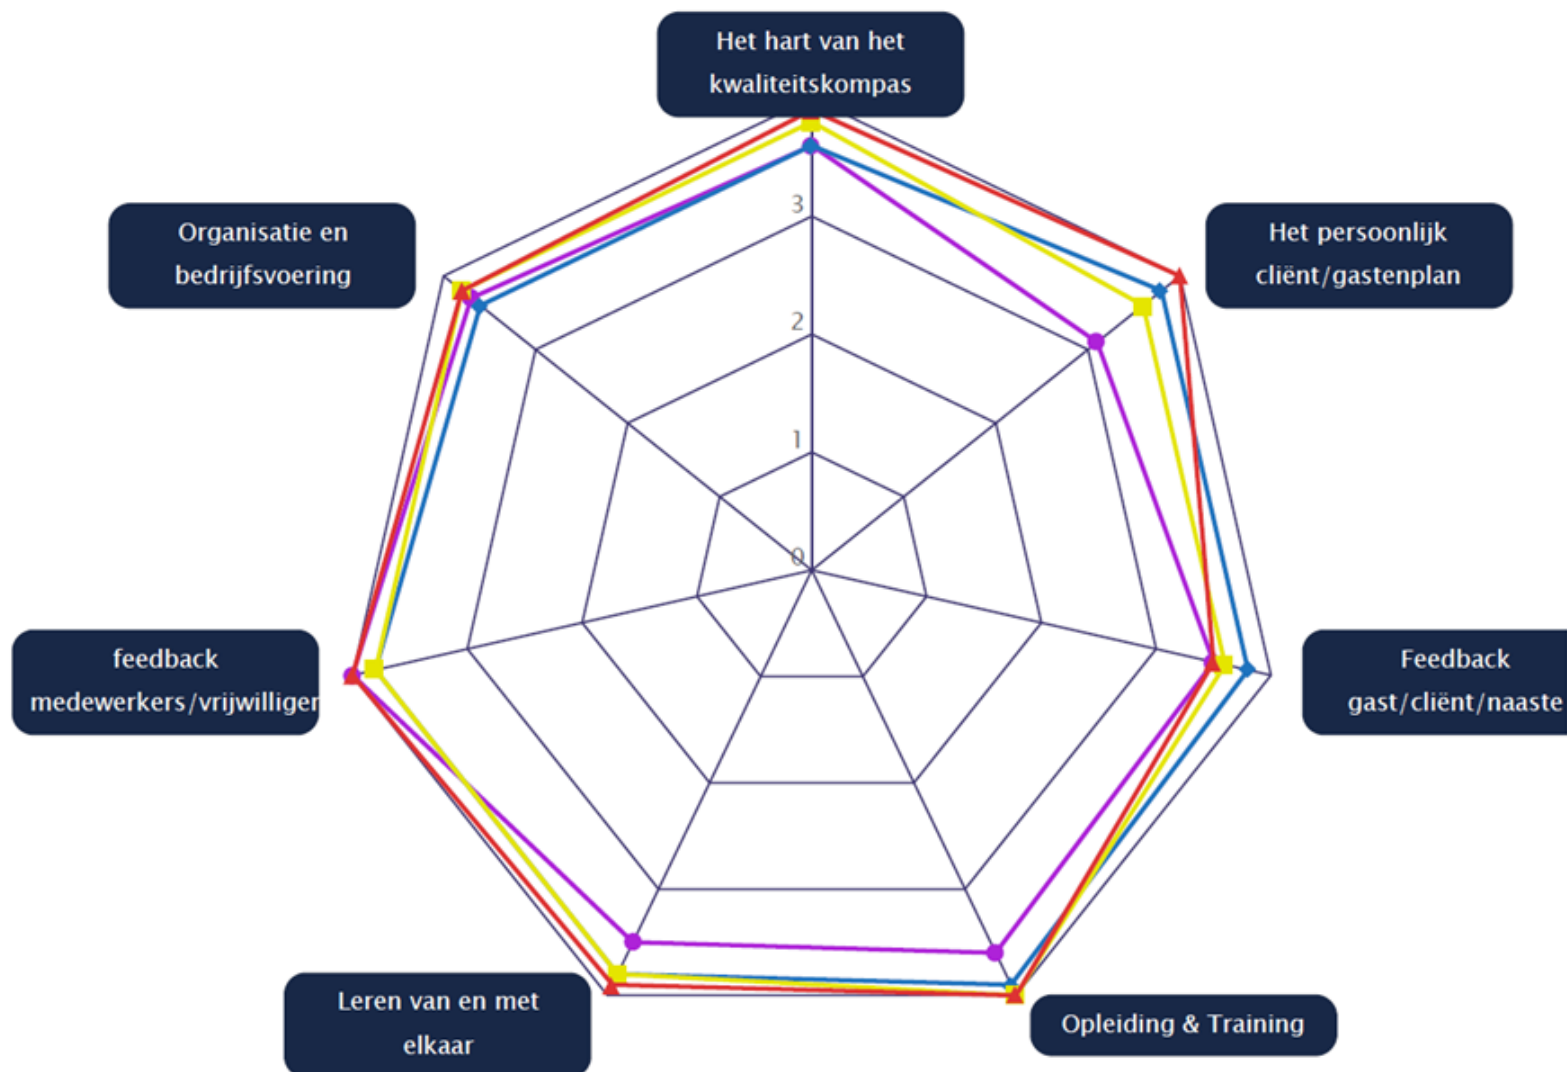 Het hart van het
kwaliteitskompas
Organisatie en
bedrijfsvoering
Het persoonlijk
cliënt/gastenplan
3
2
1
0
feedback
medewerkers/vrijwilliger
Feedback
gast/cliënt/naaste
Leren van en met
elkaar
Opleiding & Training